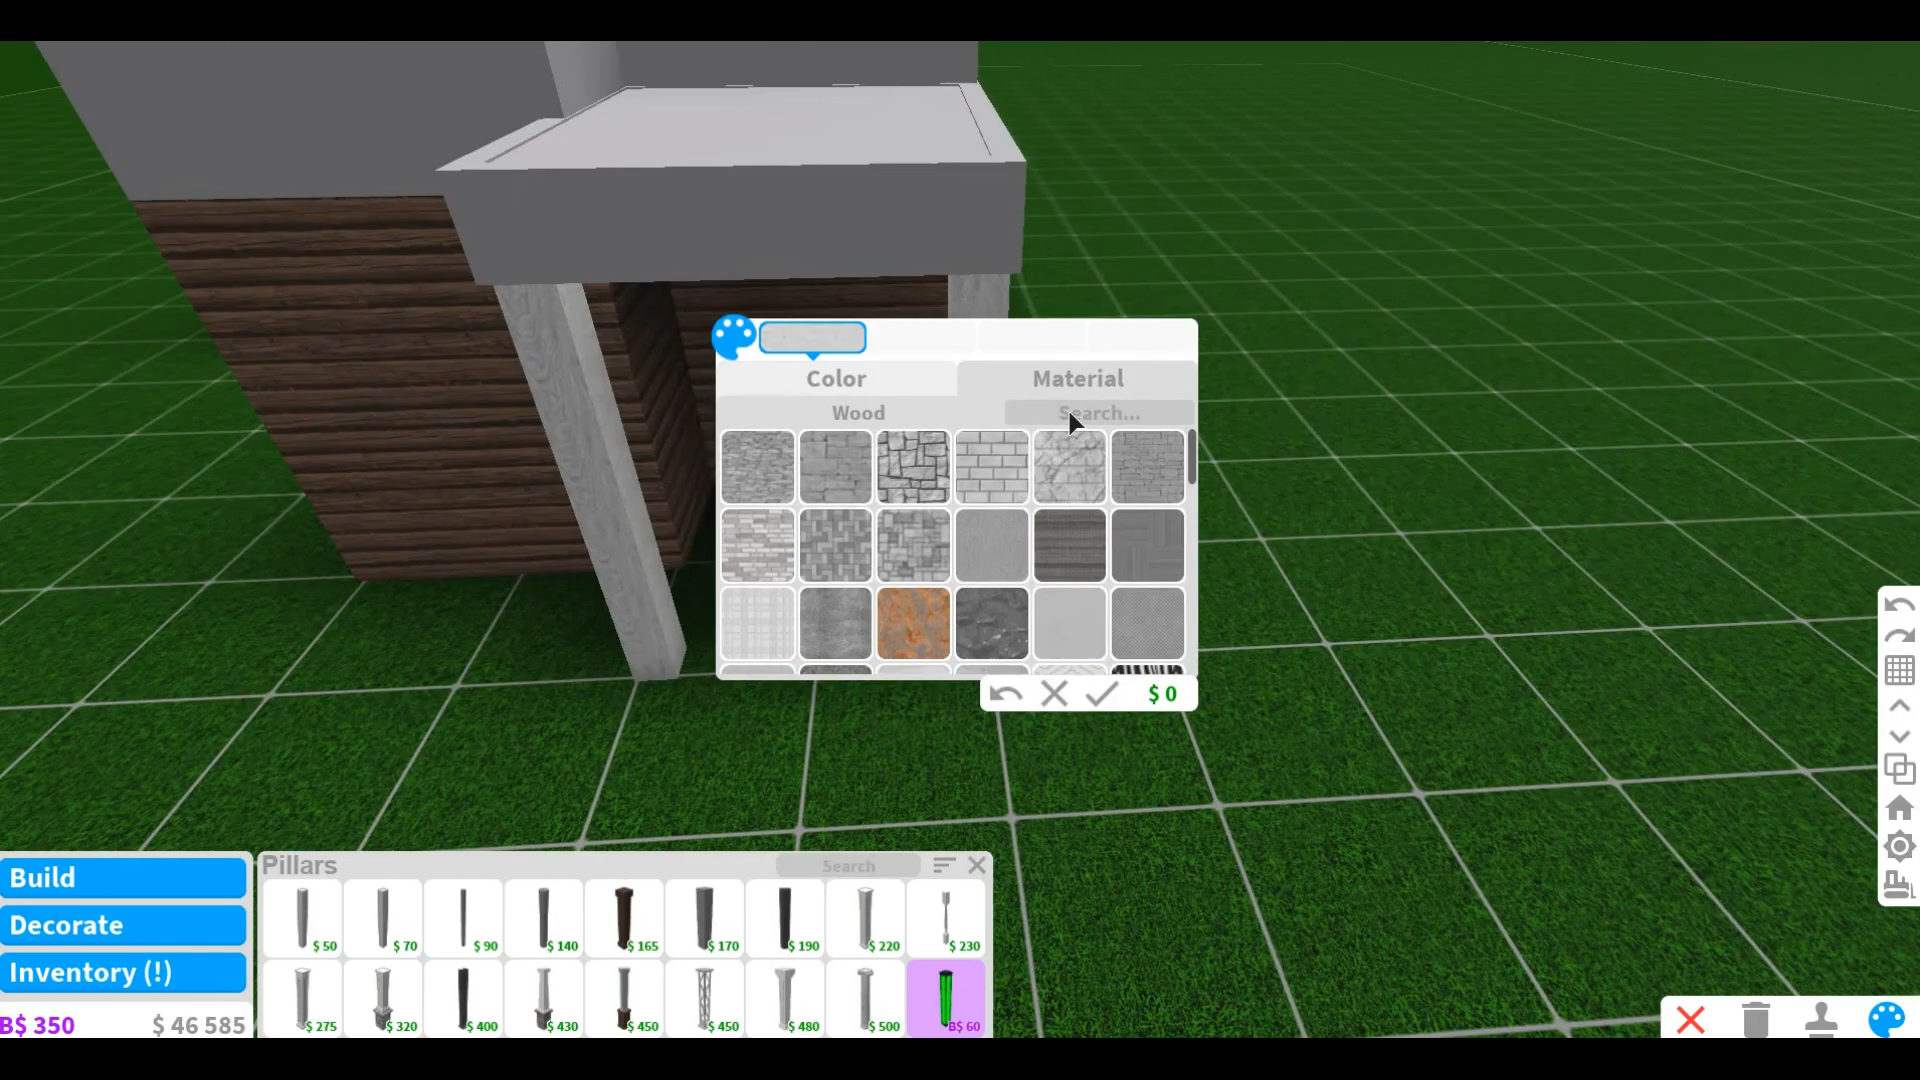 Color
Material
Wood
Search...
$ 0
Build
Decorate
Inventory (!)
B$ 350
$ 46 585
Pillars
Search
$ 50
$ 70
$ 90
$ 140
$ 165
$ 170
$ 190
$ 220
$ 230
$ 275
$ 320
$ 400
$ 430
$ 450
$ 450
$ 480
$ 500
B$ 60